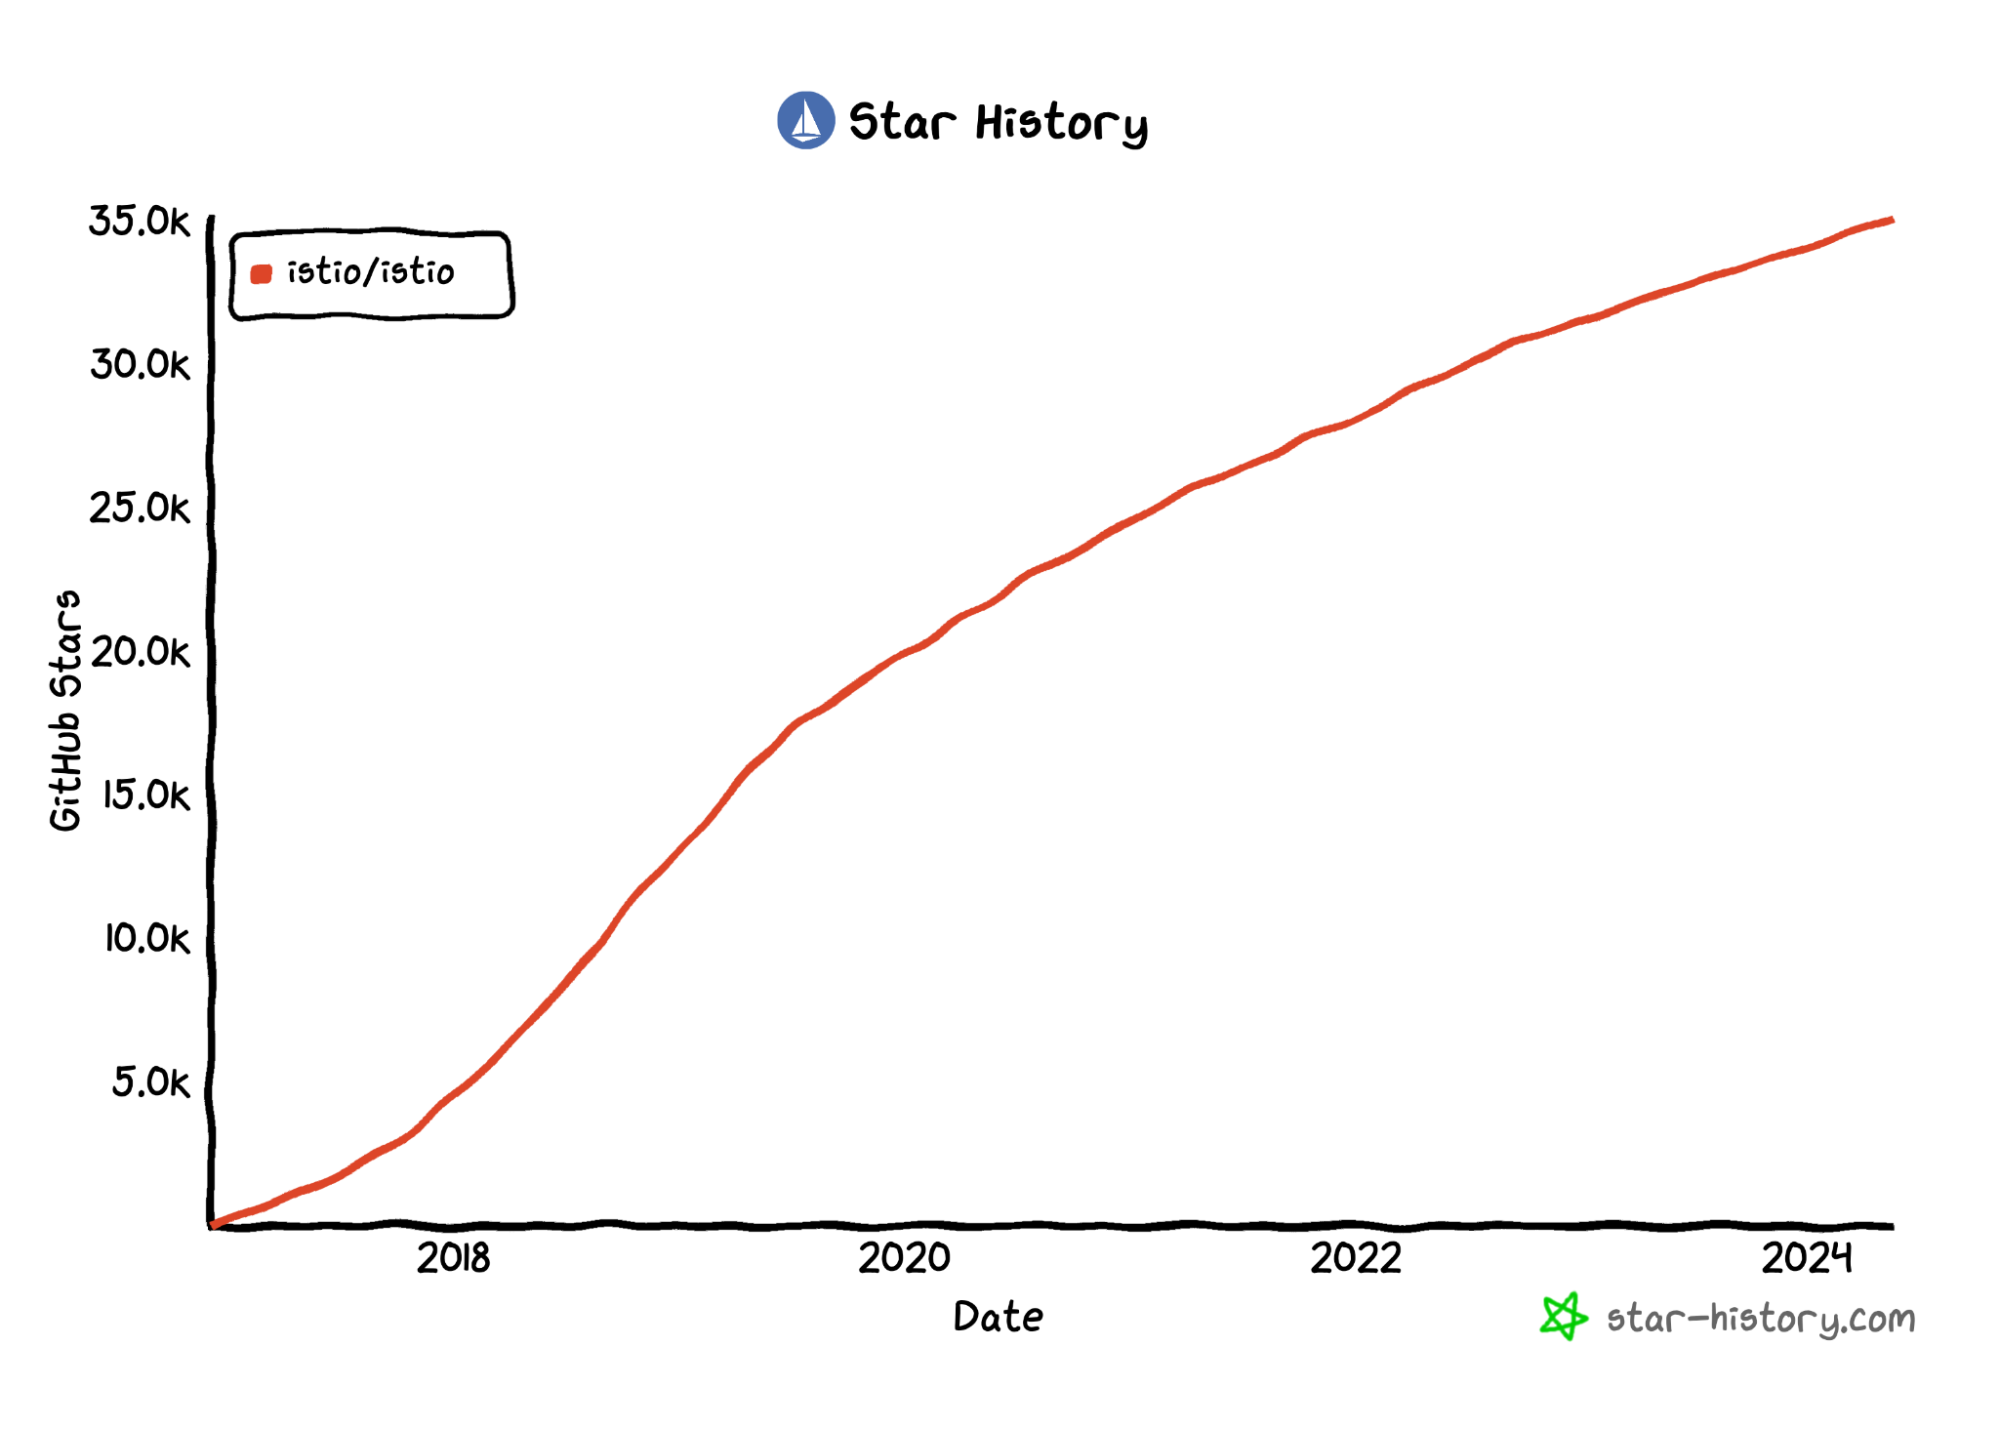 Star History
35.0K
istio/istio
30.0K
25.0K
20.0K
15.0K
10.0K
5.0K
GitHub Stars
2018 2020 2022 2024
Date
star-history.com